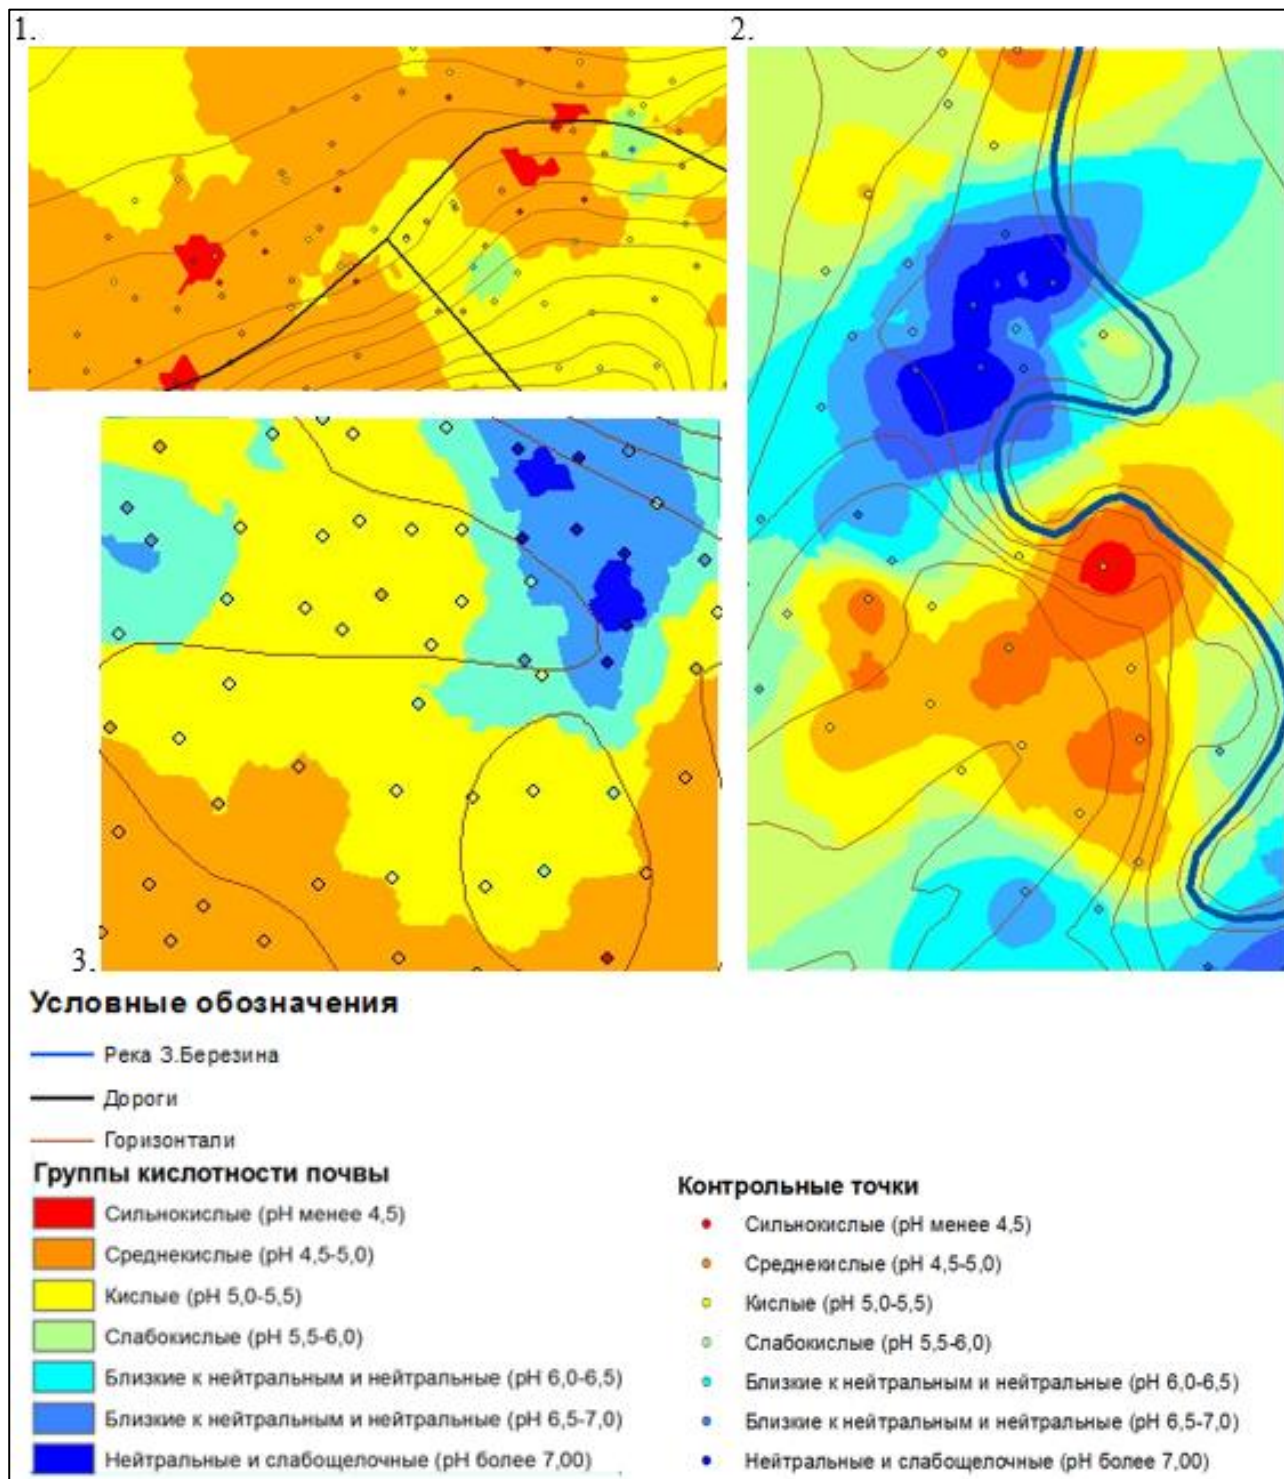 1.
2.
3.
Условные обозначения
Река З.Березина
Дороги
Горизонтали
Группы кислотности почвы
Сильнокислые (pH менее 4,5)
Среднекислые (pH 4,5-5,0)
Кислые (pH 5,0-5,5)
Слабокислые (pH 5,5-6,0)
Близкие к нейтральным и нейтральные (pH 6,0-6,5)
Близкие к нейтральным и нейтральные (pH 6,5-7,0)
Нейтральные и слабощелочные (pH более 7,00)
Контрольные точки
Сильнокислые (pH менее 4,5)
Среднекислые (pH 4,5-5,0)
Кислые (pH 5,0-5,5)
Слабокислые (pH 5,5-6,0)
Близкие к нейтральным и нейтральные (pH 6,0-6,5)
Близкие к нейтральным и нейтральные (pH 6,5-7,0)
Нейтральные и слабощелочные (pH более 7,00)